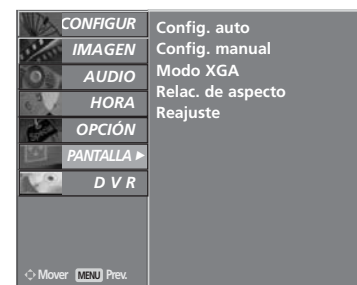 CONFIGUR
IMAGEN
AUDIO
HORA
OPCIÓN
PANTALLA ►
D V R
Config. auto
Config. manual
Modo XGA
Relac. de aspecto
Reajuste
Mover MENU Prev.